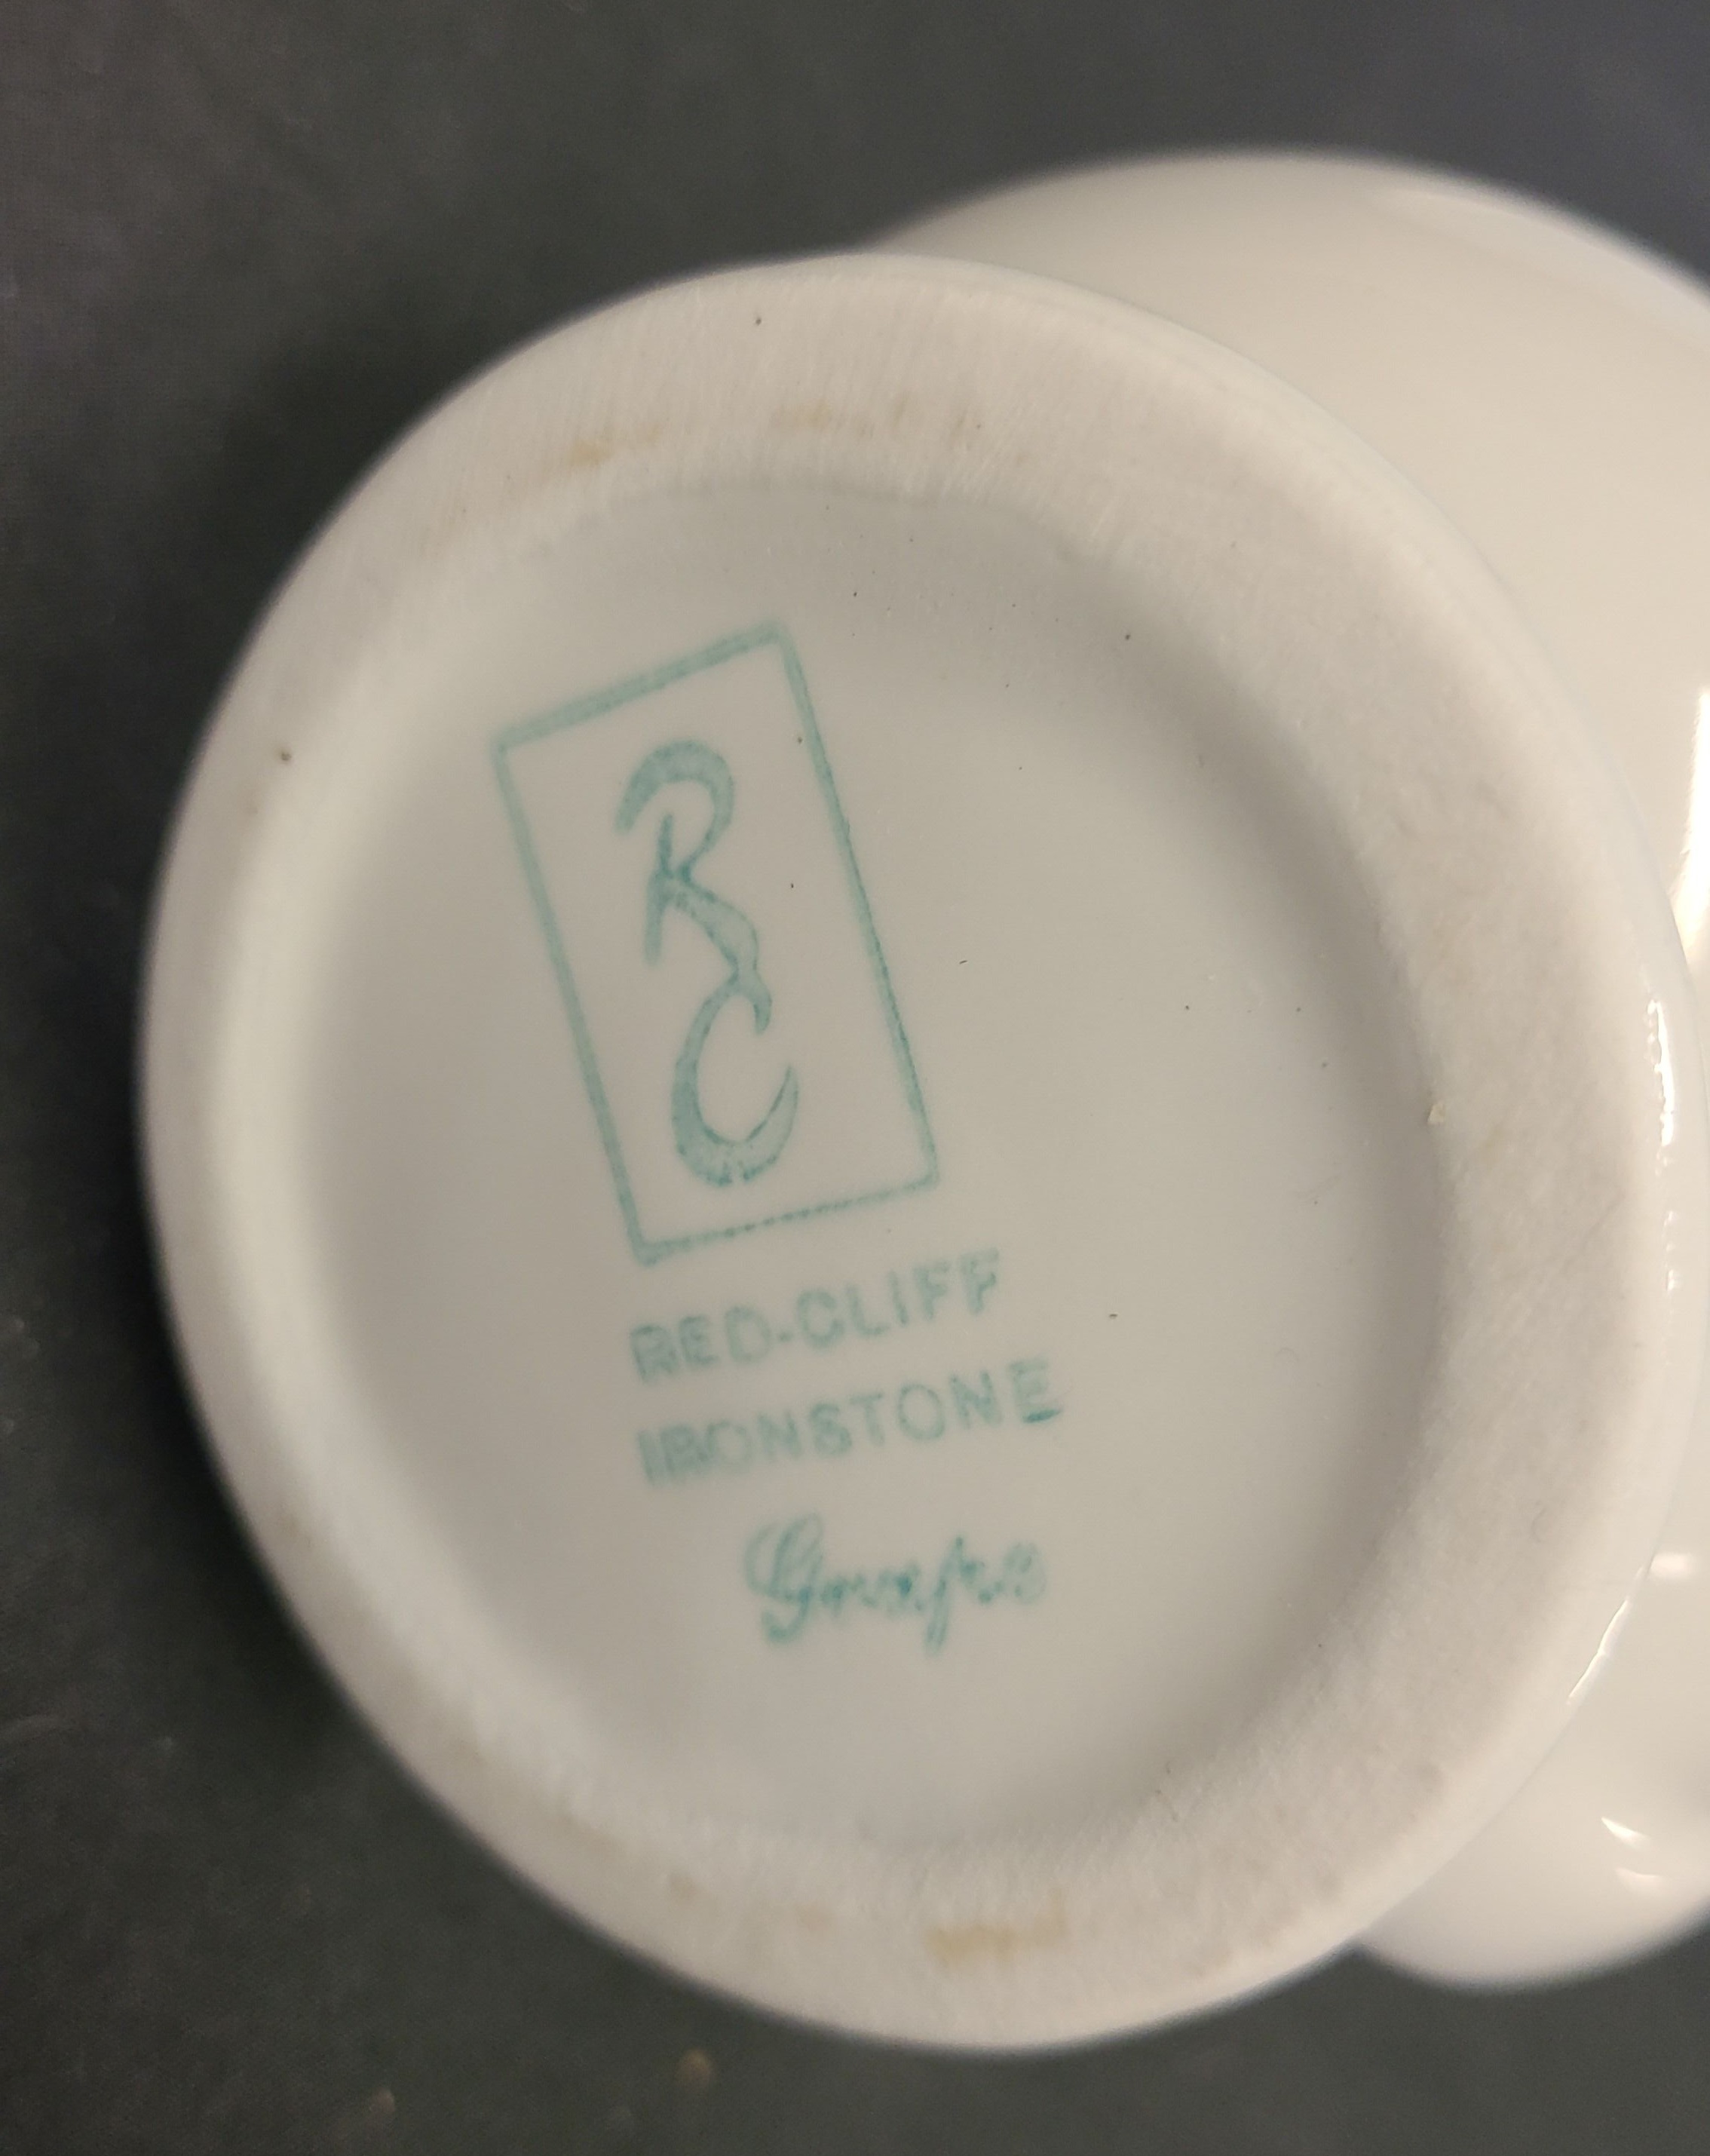 RC
RED-CLIFF
IRONSTONE
Grape